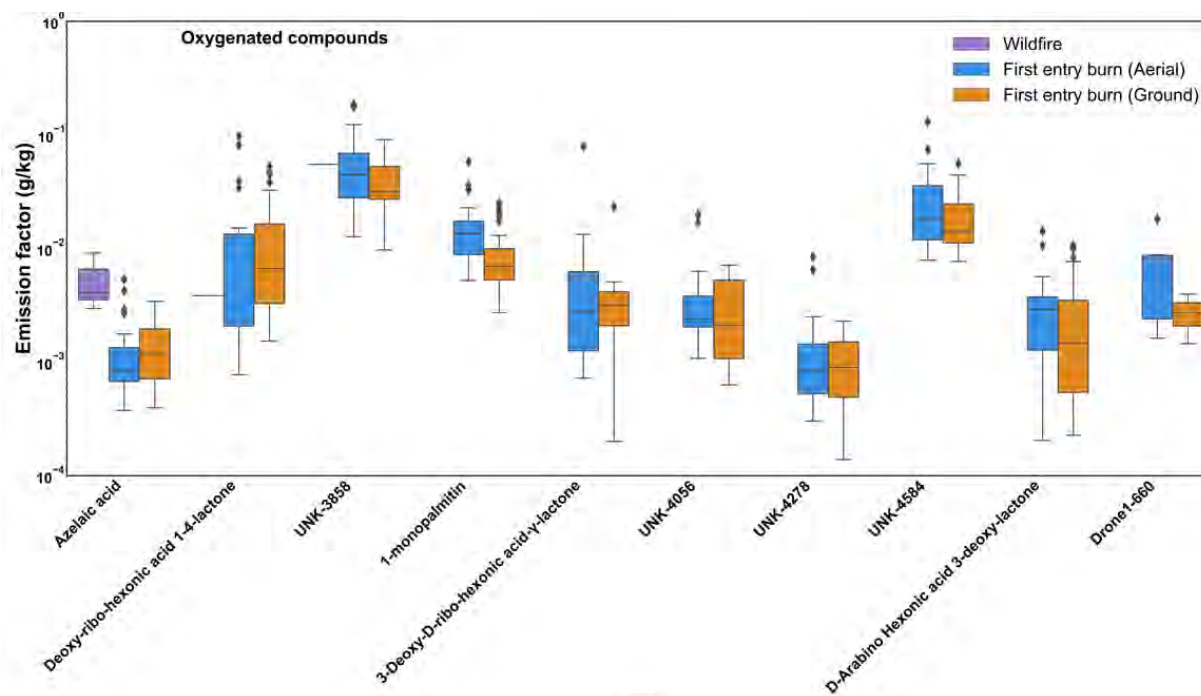 Oxygenated compounds
Wildfire
First entry burn (Aerial)
First entry burn (Ground)
Emission factor (g/kg)
10⁰
10⁻¹
10⁻²
10⁻³
10⁻⁴
Azelaic acid
Deoxy-ribo-hexonic acid 1-4-lactone
UNK-3858
1-monopalmitin
3-Deoxy-D-ribo-hexonic acid-γ-lactone
UNK-4056
UNK-4278
UNK-4584
D-Arabino Hexonic acid 3-deoxy-lactone
Drone1-660